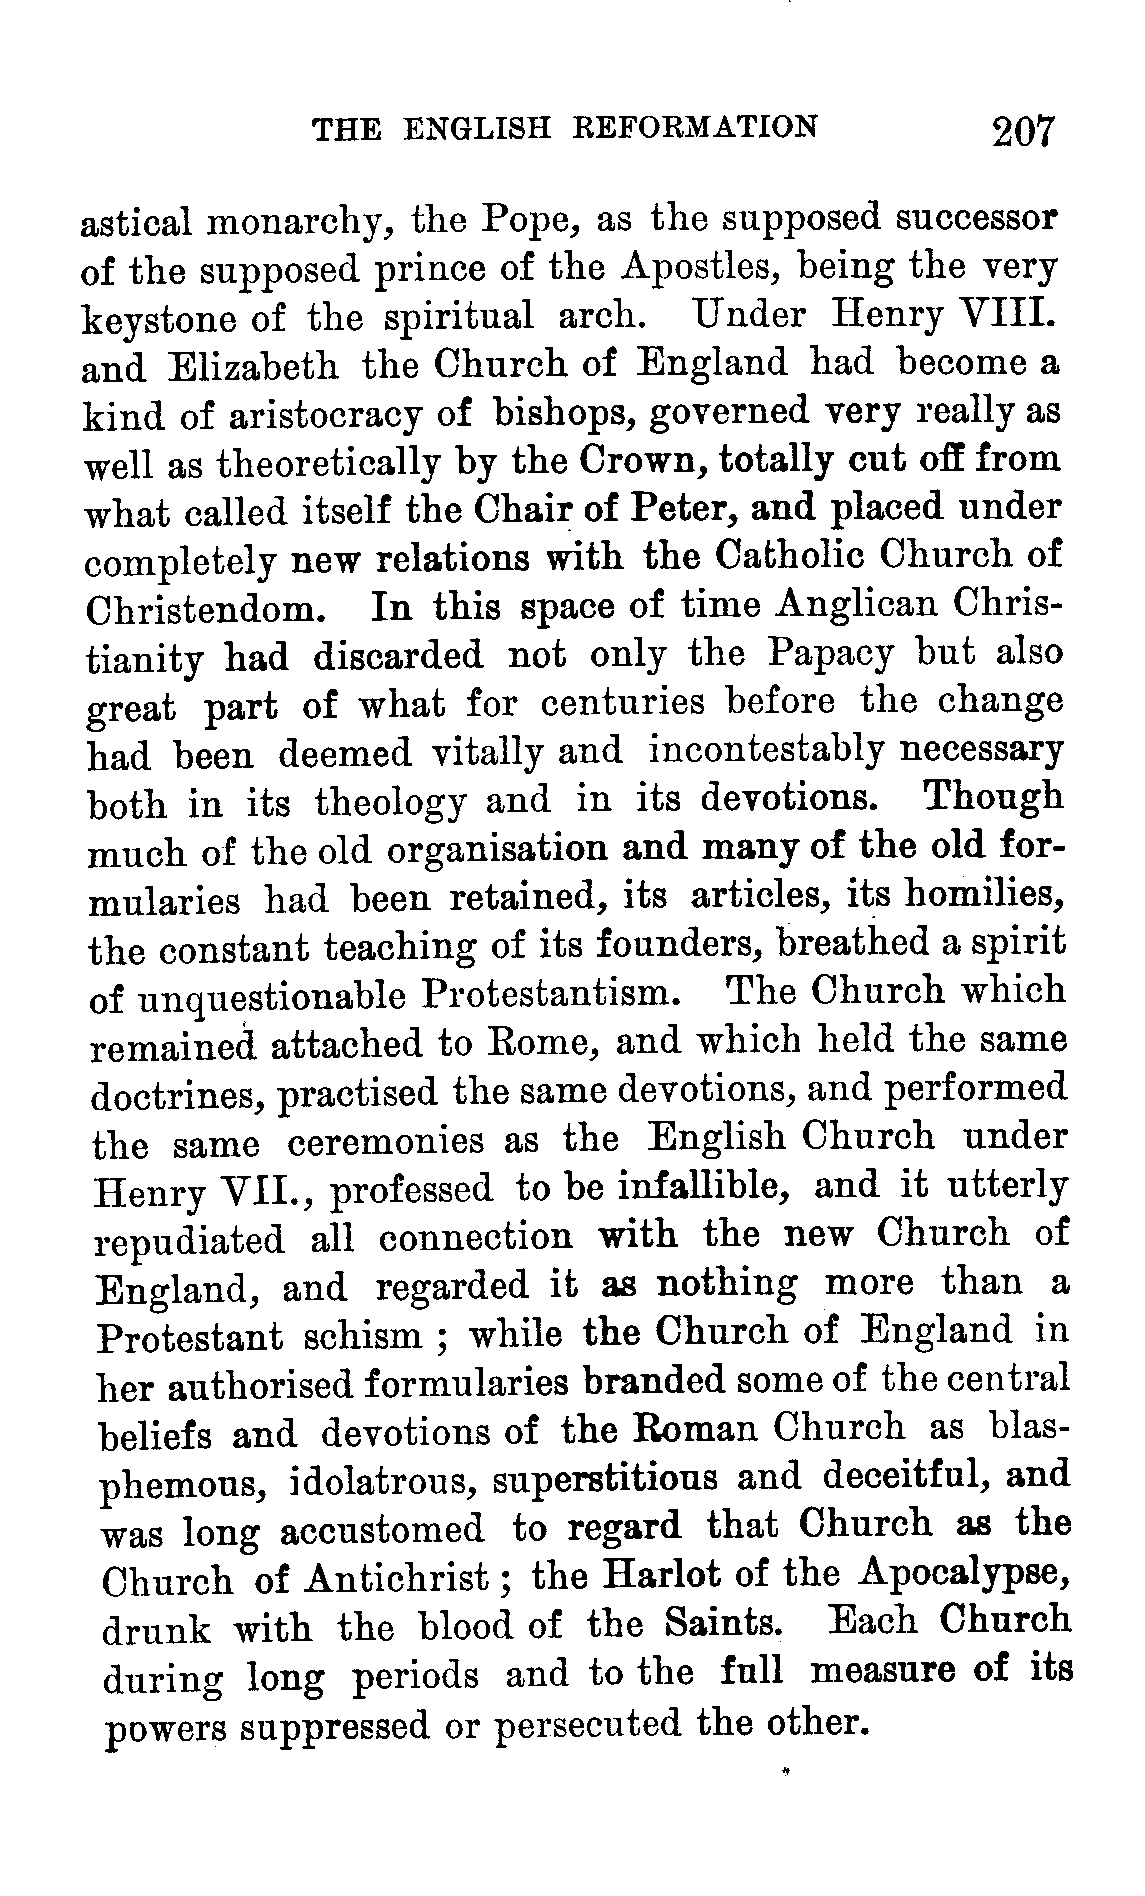 THE ENGLISH REFORMATION 207
astical monarchy, the Pope, as the supposed successor
of the supposed prince of the Apostles, being the very
keystone of the spiritual arch. Under Henry VIII.
and Elizabeth the Church of England had become a
kind of aristocracy of bishops, governed very really as
well as theoretically by the Crown, totally cut off from
what called itself the Chair of Peter, and placed under
completely new relations with the Catholic Church of
Christendom. In this space of time Anglican Chris-
tianity had discarded not only the Papacy but also
great part of what for centuries before the change
had been deemed vitally and incontestably necessary
both in its theology and in its devotions. Though
much of the old organisation and many of the old for-
mularies had been retained, its articles, its homilies,
the constant teaching of its founders, breathed a spirit
of unquestionable Protestantism. The Church which
remained attached to Rome, and which held the same
doctrines, practised the same devotions, and performed
the same ceremonies as the English Church under
Henry VII., professed to be infallible, and it utterly
repudiated all connection with the new Church of
England, and regarded it as nothing more than a
Protestant schism ; while the Church of England in
her authorised formularies branded some of the central
beliefs and devotions of the Roman Church as blas-
phemous, idolatrous, superstitious and deceitful, and
was long accustomed to regard that Church as the
Church of Antichrist ; the Harlot of the Apocalypse,
drunk with the blood of the Saints. Each Church
during long periods and to the full measure of its
powers suppressed or persecuted the other.